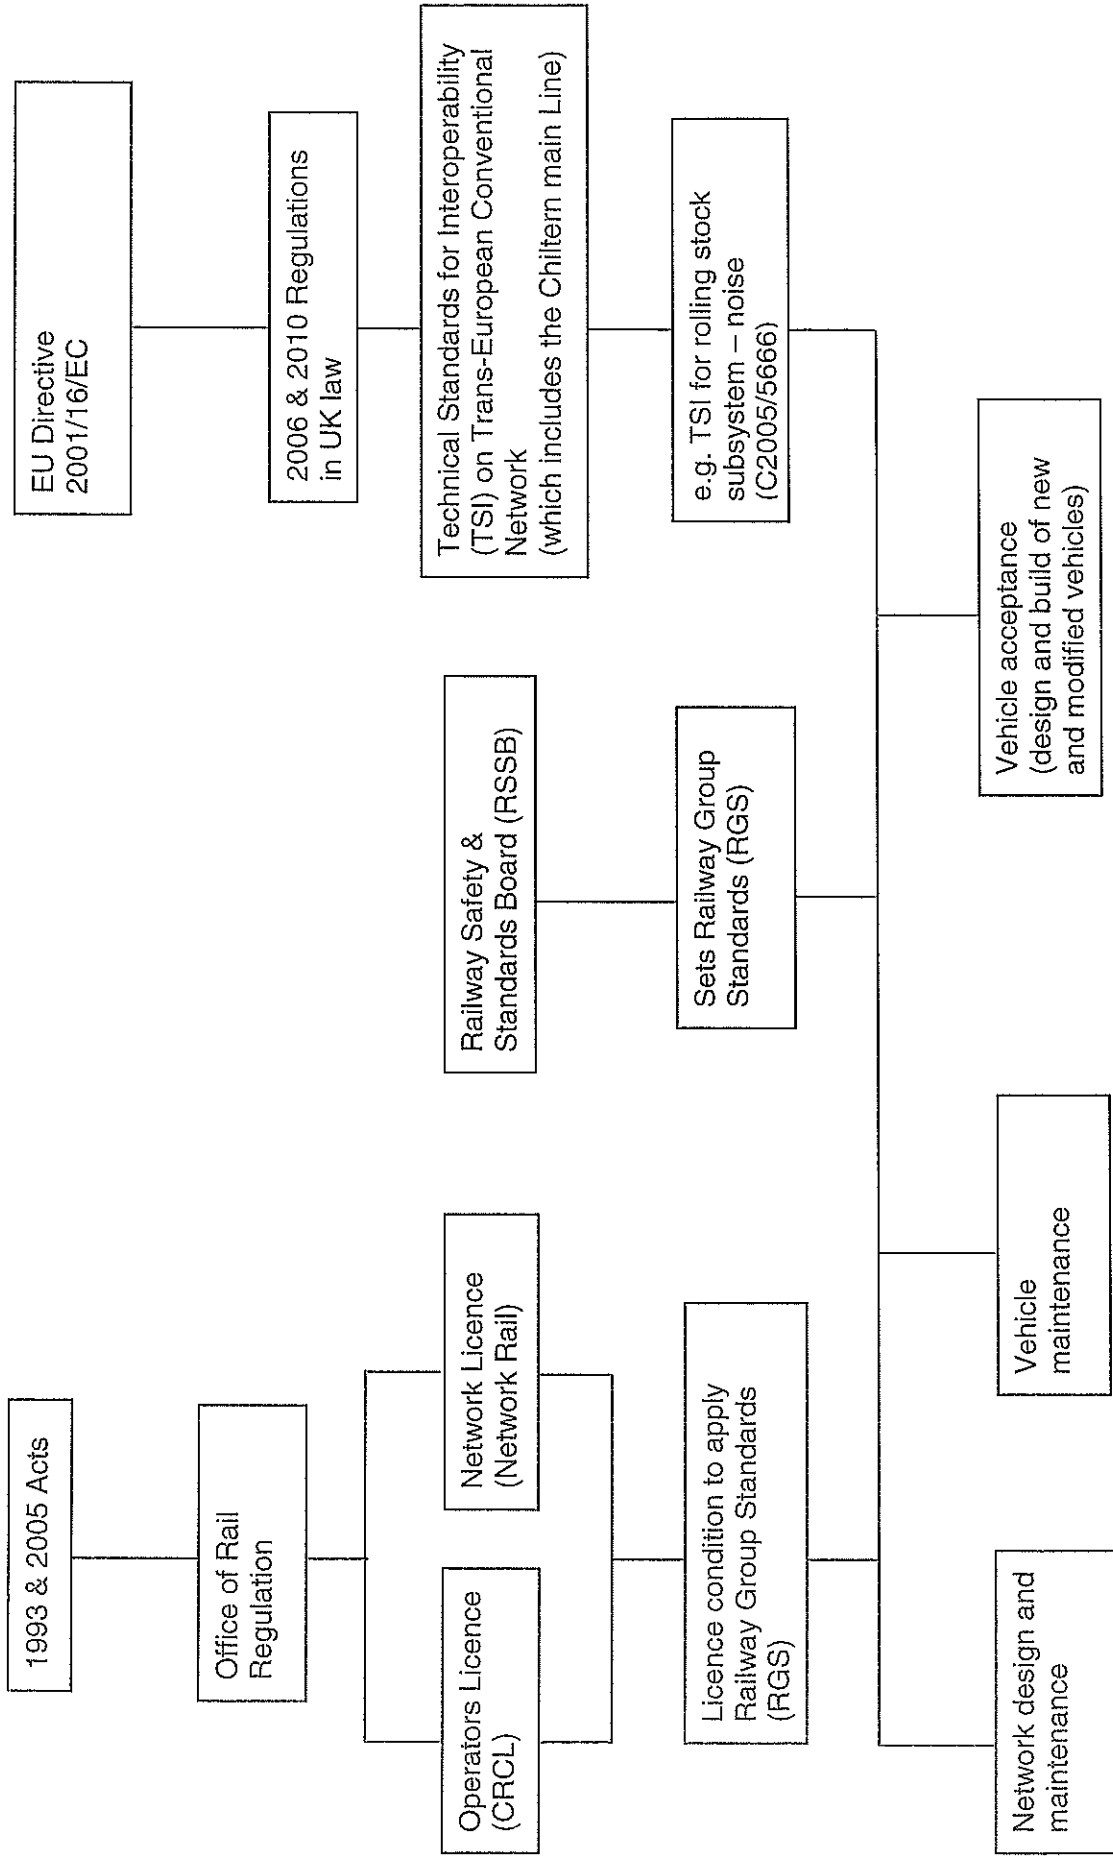 1993 & 2005 Acts
Office of Rail
Regulation
Operators Licence
(CRCL)
Network Licence
(Network Rail)
Licence condition to apply
Railway Group Standards
(RGS)
Railway Safety &
Standards Board (RSSB)
Sets Railway Group
Standards (RGS)
EU Directive
2001/16/EC
2006 & 2010 Regulations
in UK law
Technical Standards for Interoperability
(TSI) on Trans-European Conventional
Network
(which includes the Chiltern main Line)
e.g. TSI for rolling stock
subsystem – noise
(C2005/5666)
Network design and
maintenance
Vehicle
maintenance
Vehicle acceptance
(design and build of new
and modified vehicles)